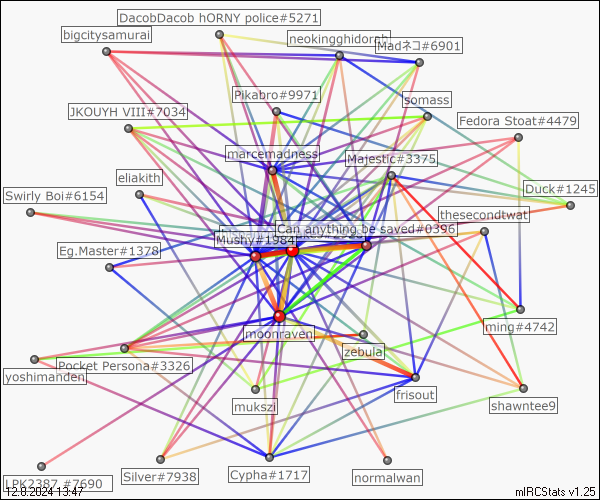 DacobDacob hORNY police#5271
bigcitysamurai
neokingghidorah
Madネコ#6901
Pikabro#9971
somass
JKOUYH VIII#7034
Fedora Stoat#4479
marcemadness
Majestic#3375
eliakith
Duck#1245
Swirly Boi#6154
thesecondtwat
Can anything be saved#0396
Mushy#1984
Eg.Master#1378
ming#4742
moonraven
zebula
Pocket Persona#3326
yoshimanden
frisout
shawntee9
mukszi
Silver#7938
Cypha#1717
normalwan
LPK2387 #7690
12.8.2024 13:47
mIRCStats v1.25